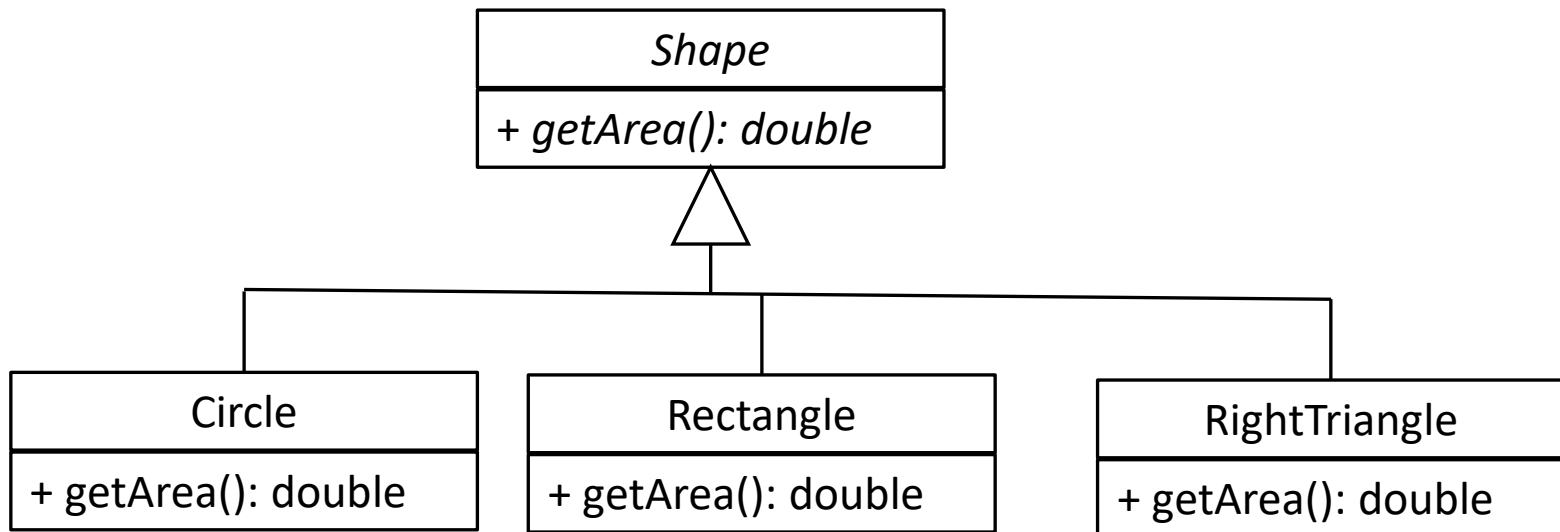 Shape
+ getArea(): double
Circle
+ getArea(): double
Rectangle
+ getArea(): double
RightTriangle
+ getArea(): double